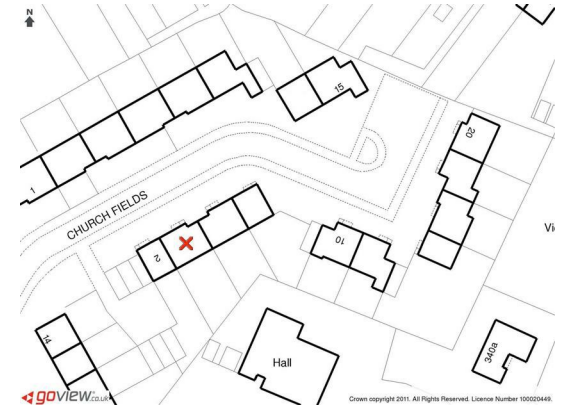 N
15
20
1
CHURCH FIELDS
2
10
14
Hall
340a
Vi
goview.co.uk
Crown copyright 2011. All Rights Reserved. Licence Number 100020449.